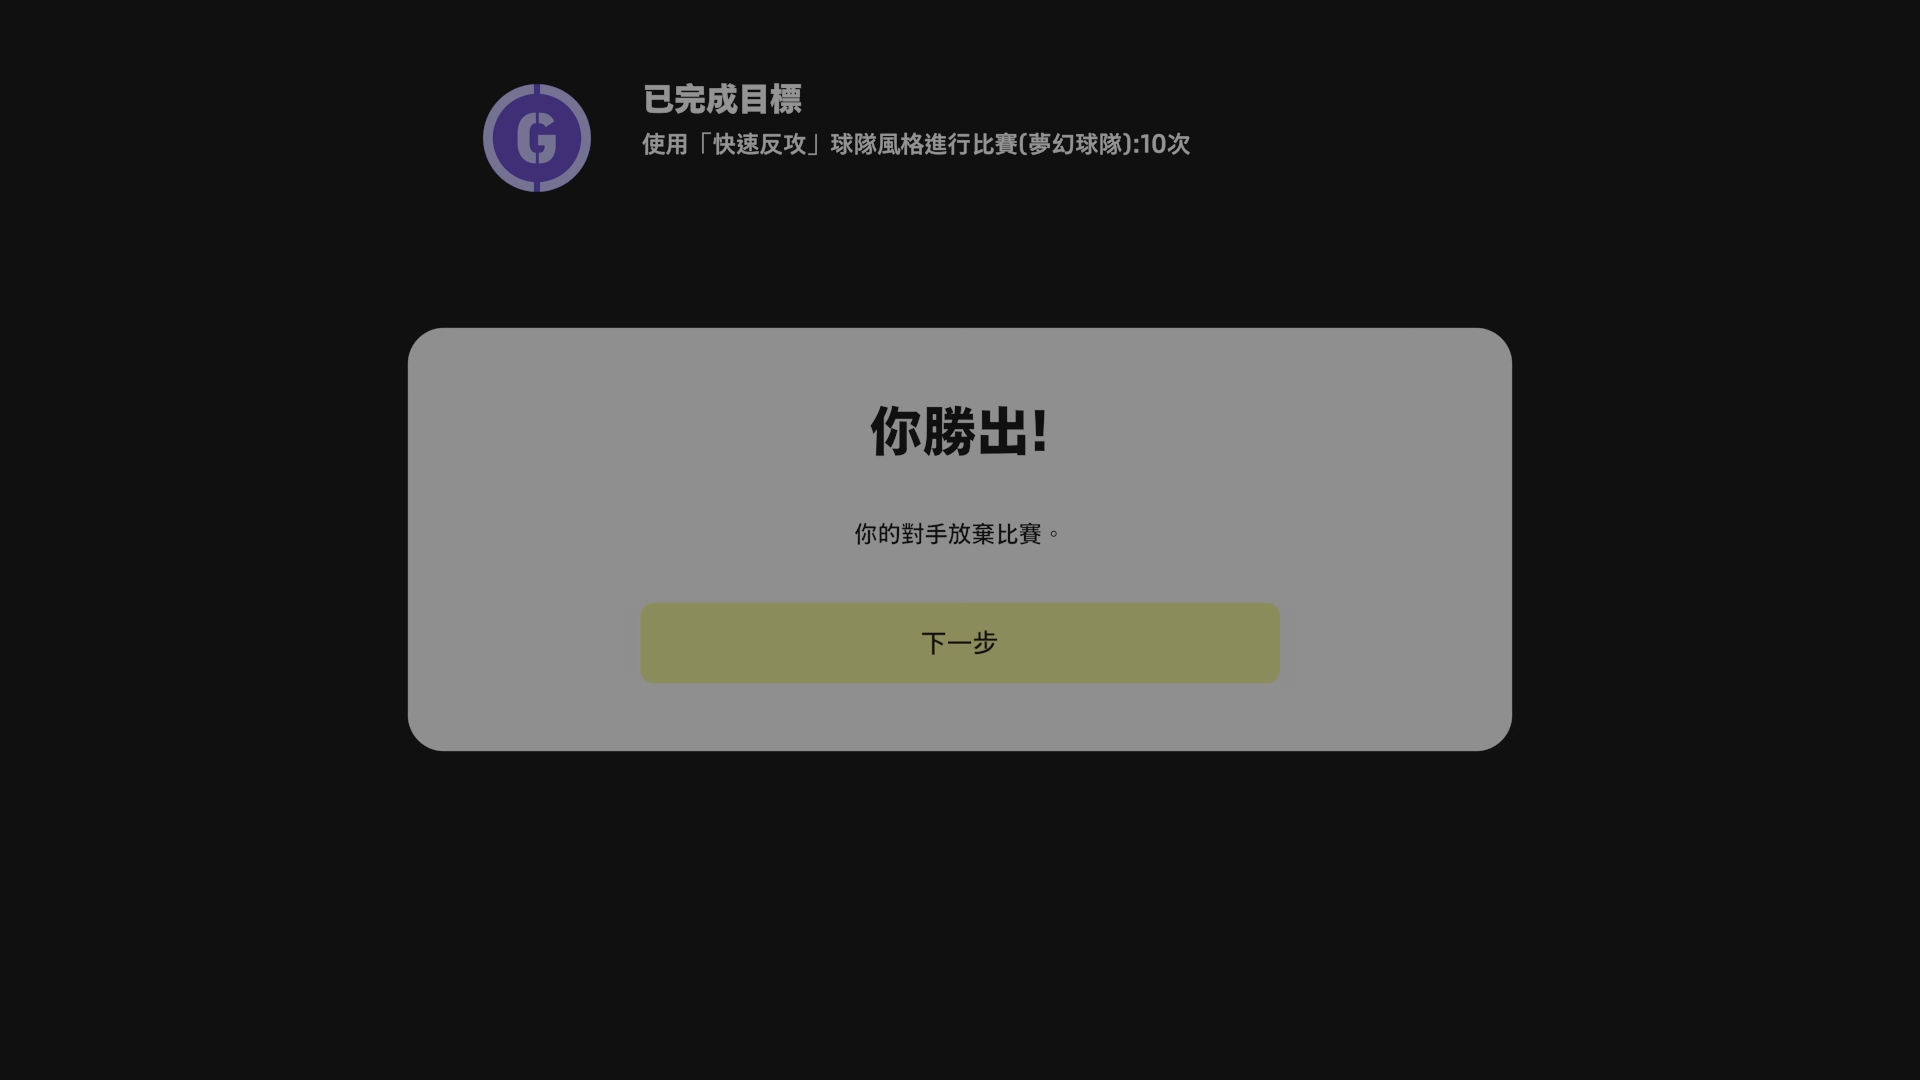 G
已完成目標
使用「快速反攻」球隊風格進行比賽(夢幻球隊):10次
你勝出!
你的對手放棄比賽。
下一步